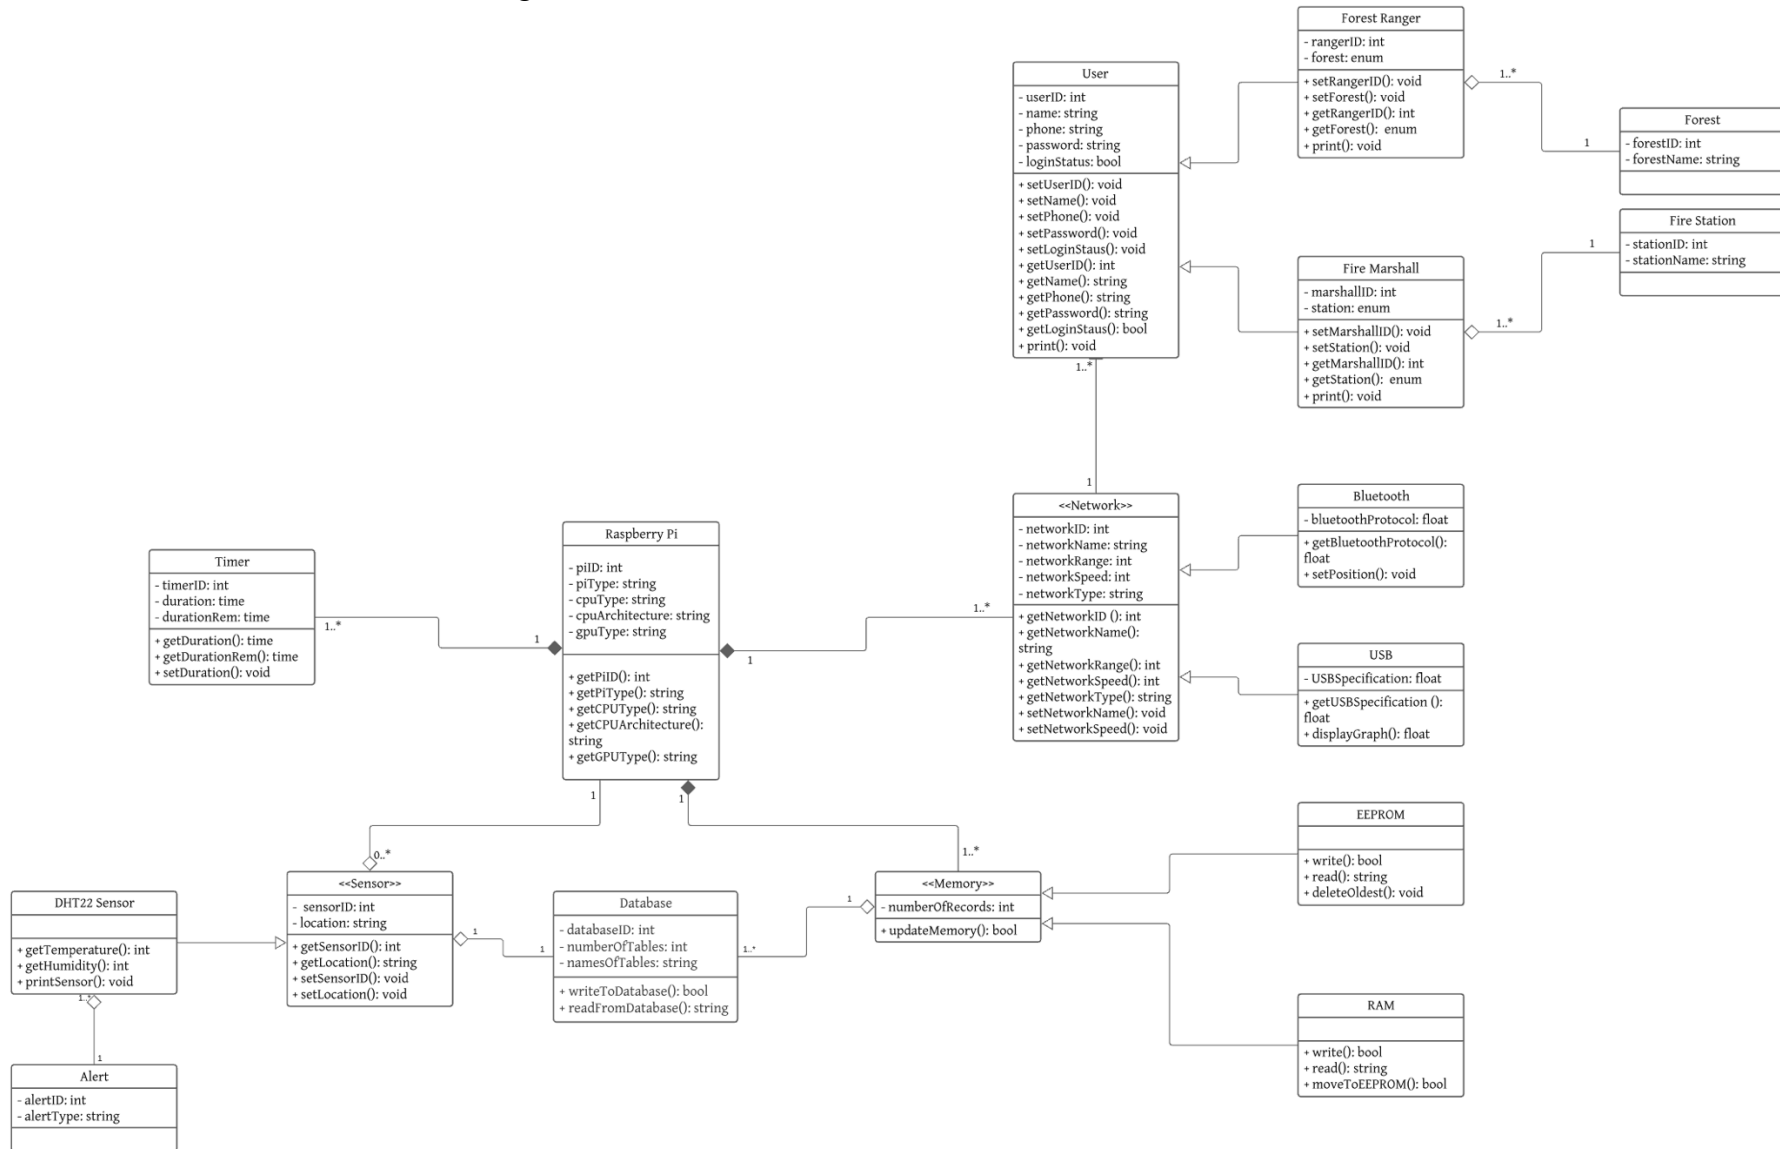 Forest Ranger
- rangerID: int
- forest: enum
+ setRangerID(): void
+ setForest(): void
+ getRangerID(): int
+ getForest(): enum
+ print(): void
1..*
1
Forest
- forestID: int
- forestName: string
User
- userID: int
- name: string
- phone: string
- password: string
- loginStatus: bool
+ setUserID(): void
+ setName(): void
+ setPhone(): void
+ setPassword(): void
+ setLoginStaus(): void
+ getUserID(): int
+ getName(): string
+ getPhone(): string
+ getPassword(): string
+ getLoginStaus(): bool
+ print(): void
1..*
1
Fire Station
- stationID: int
- stationName: string
1
Fire Marshall
- marshallID: int
- station: enum
+ setMarshallID(): void
+ setStation(): void
+ getMarshallID(): int
+ getStation(): enum
+ print(): void
1..*
<<Network>>
- networkID: int
- networkName: string
- networkRange: int
- networkSpeed: int
- networkType: string
+ getNetworkID (): int
+ getNetworkName():
string
+ getNetworkRange(): int
+ getNetworkSpeed(): int
+ getNetworkType(): string
+ setNetworkName(): void
+ setNetworkSpeed(): void
1..*
1
Bluetooth
- bluetoothProtocol: float
+ getBluetoothProtocol():
float
+ setPosition(): void
USB
- USBSpecification: float
+ getUSBSpecification ():
float
+ displayGraph(): float
Raspberry Pi
- piID: int
- piType: string
- cpuType: string
- cpuArchitecture: string
- gpuType: string
+ getPiID(): int
+ getPiType(): string
+ getCPUType(): string
+ getCPUArchitecture():
string
+ getGPUType(): string
Timer
- timerID: int
- duration: time
- durationRem: time
+ getDuration(): time
+ getDurationRem(): time
+ setDuration(): void
1..*
1
1
0..*
1
1..*
EEPROM
+ write(): bool
+ read(): string
+ deleteOldest(): void
<<Memory>>
- numberOfRecords: int
+ updateMemory(): bool
RAM
+ write(): bool
+ read(): string
+ moveToEEPROM(): bool
<<Sensor>>
- sensorID: int
- location: string
+ getSensorID(): int
+ getLocation(): string
+ setSensorID(): void
+ setLocation(): void
1
1
Database
- databaseID: int
- numberOfTables: int
- namesOfTables: string
+ writeToDatabase(): bool
+ readFromDatabase(): string
1
1..*
DHT22 Sensor
+ getTemperature(): int
+ getHumidity(): int
+ printSensor(): void
1
Alert
- alertID: int
- alertType: string